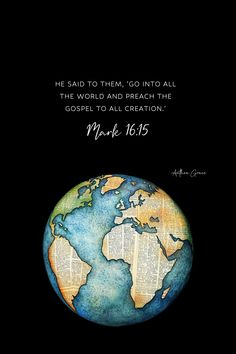 HE SAID TO THEM, 'GO INTO ALL
THE WORLD AND PREACH THE
GOSPEL TO ALL CREATION.'
Mark 16:15